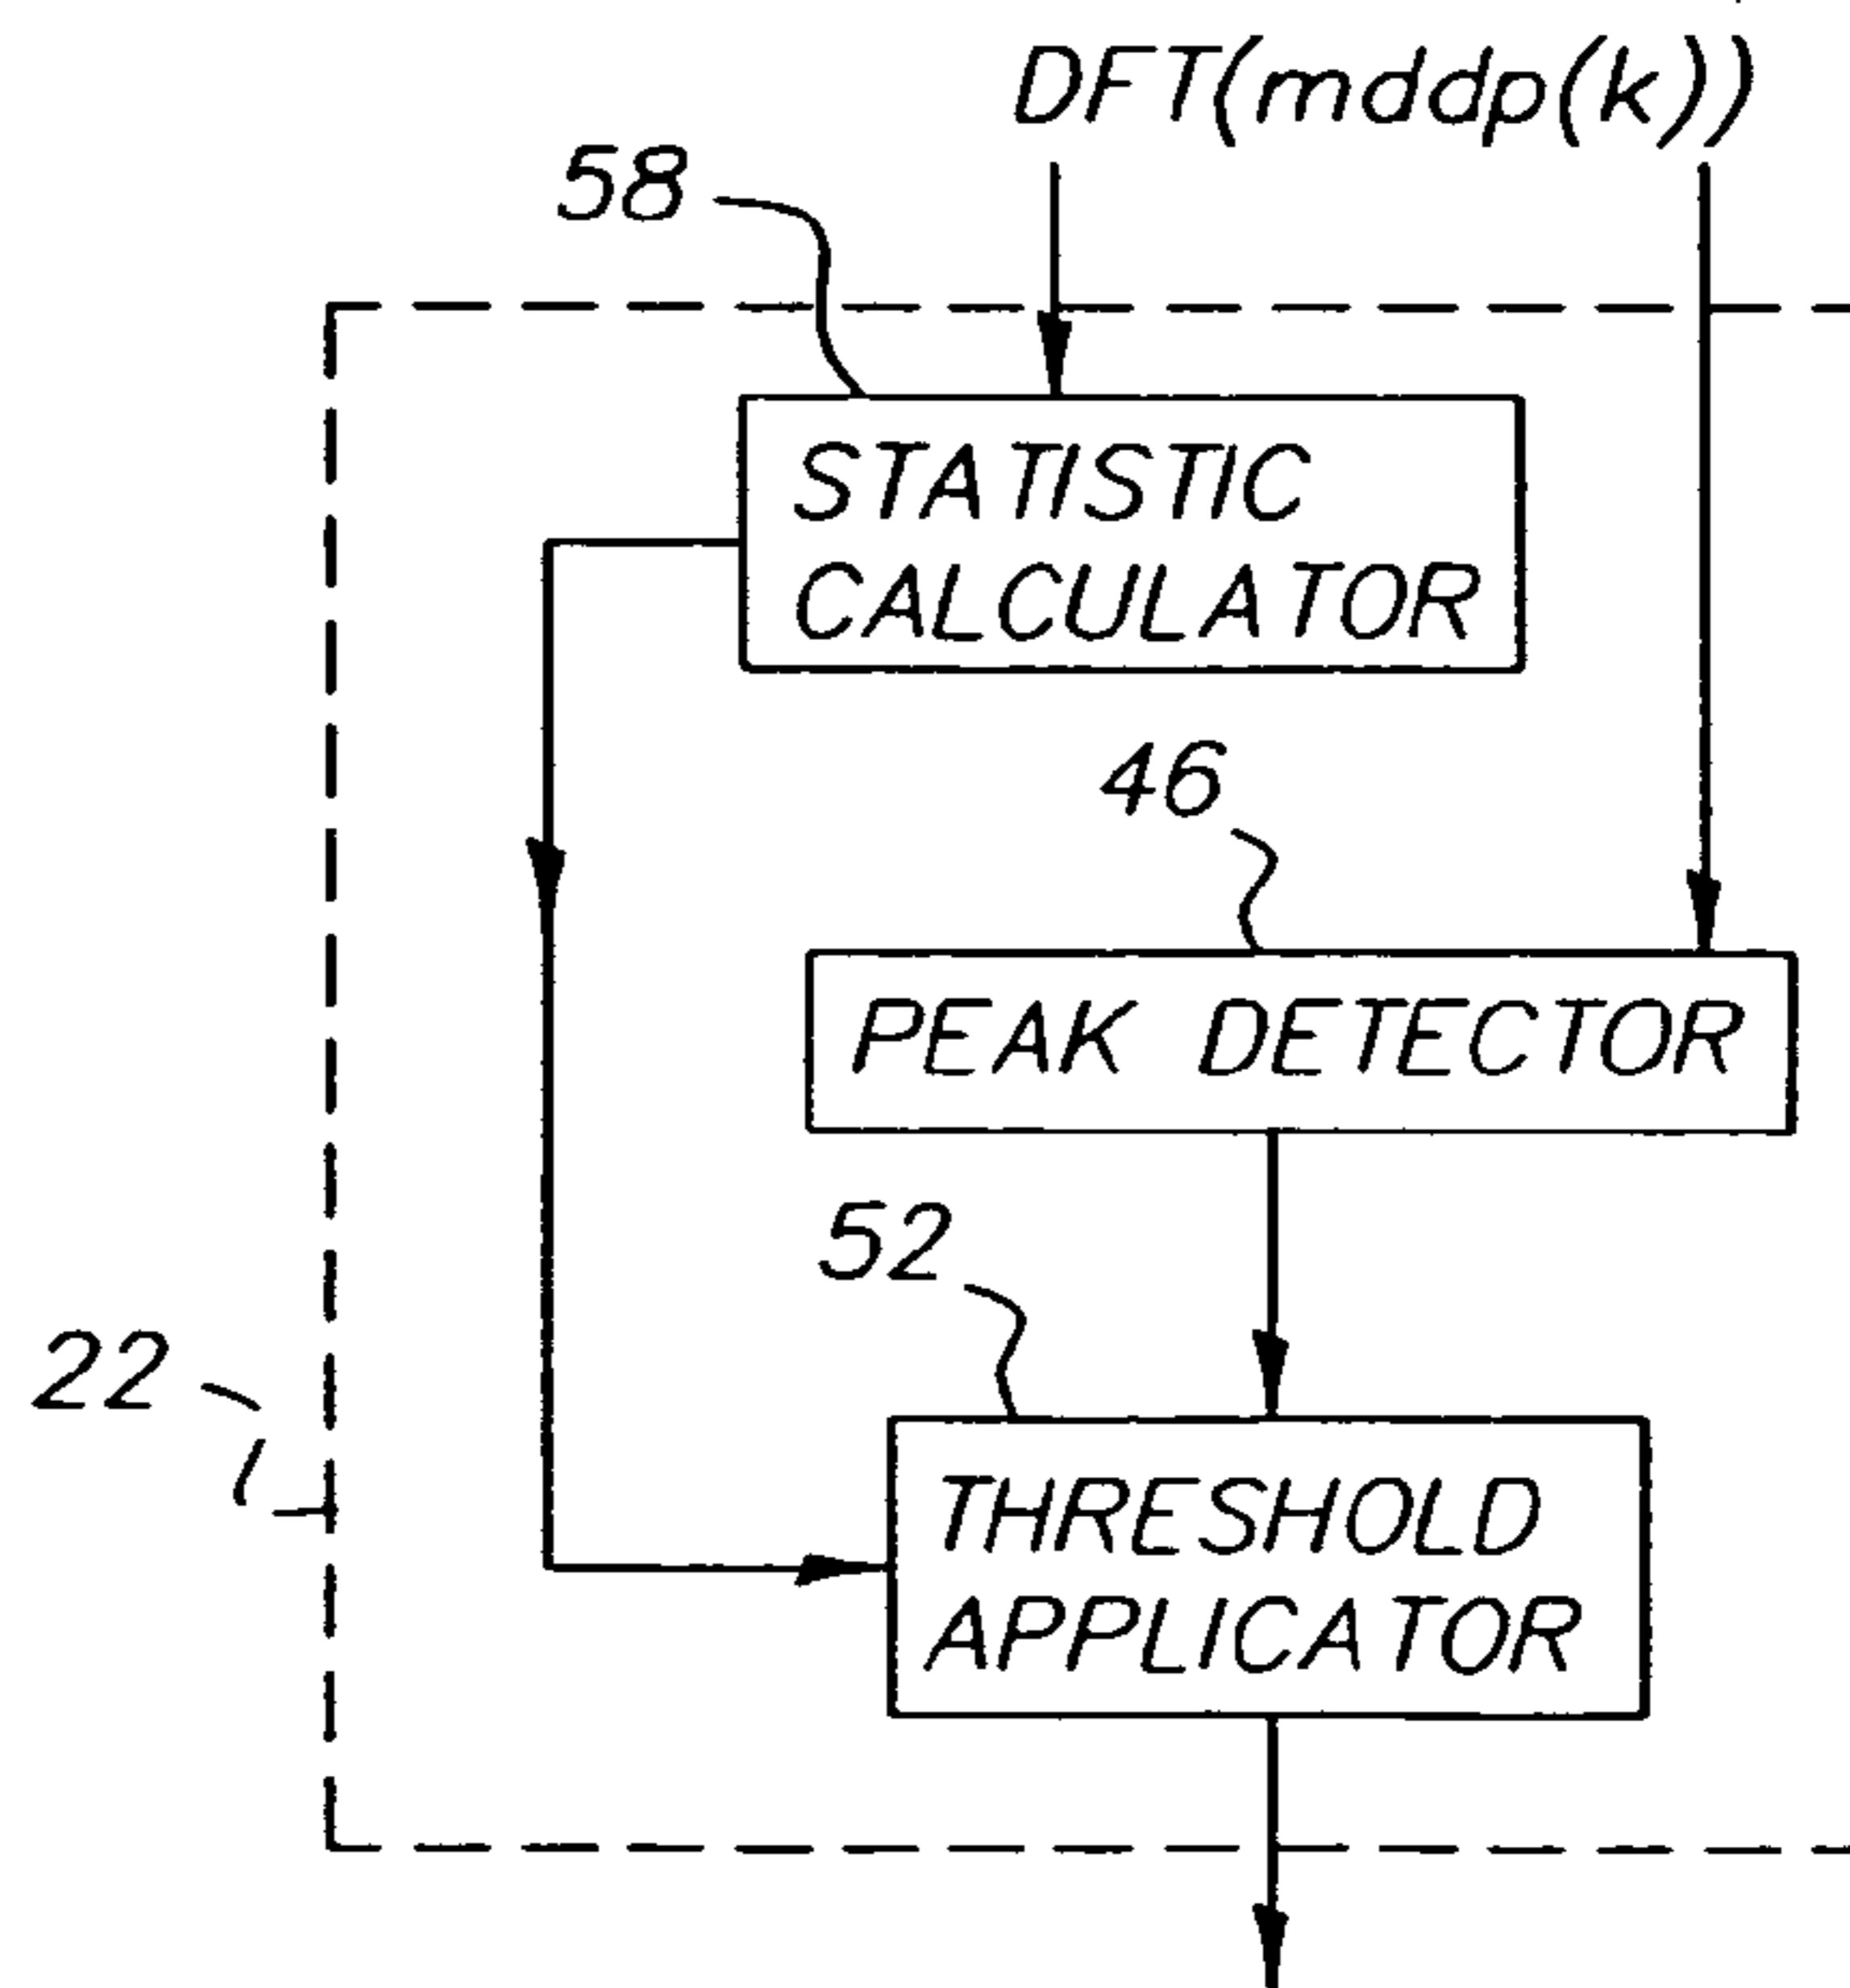 DFT(mddp(k))
58
STATISTIC
CALCULATOR
46
PEAK DETECTOR
52
22
THRESHOLD
APPLICATOR